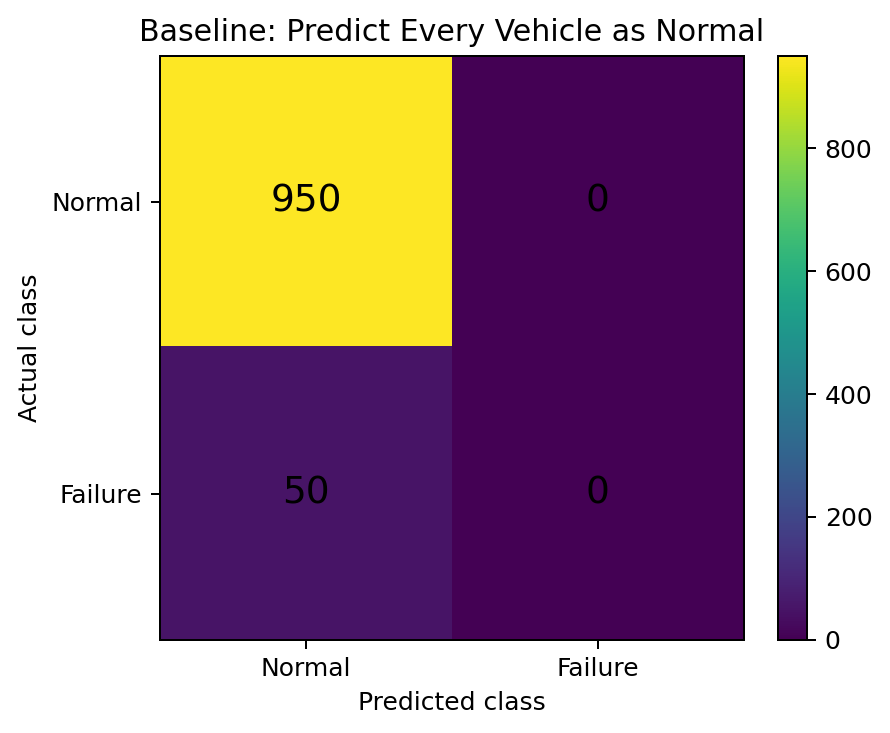 Baseline: Predict Every Vehicle as Normal
Actual class
Normal
950
0
Failure
50
0
Normal
Failure
Predicted class
800
600
400
200
0